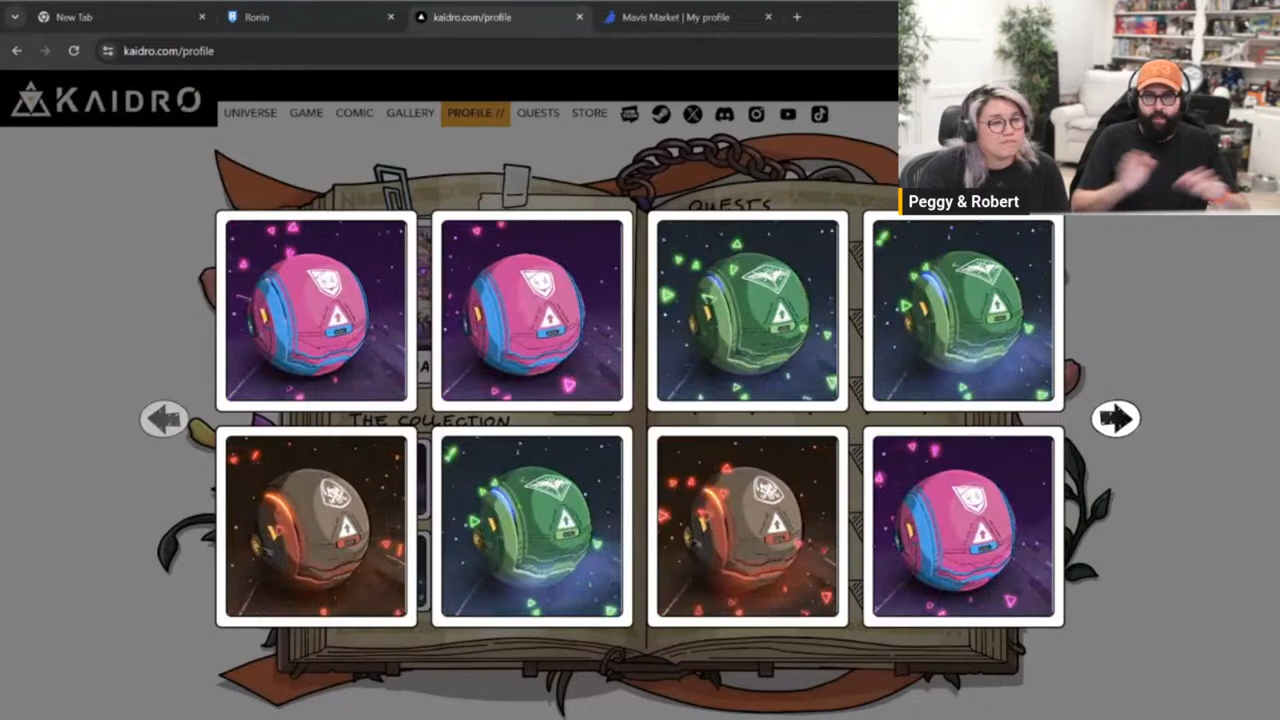 New Tab
Ronin
kaidro.com/profile
Mavis Market | My profile
kaidro.com/profile
KAIDRO
UNIVERSE GAME COMIC GALLERY PROFILE // QUESTS STORE
Peggy & Robert
QUESTS
THE COLLECTION